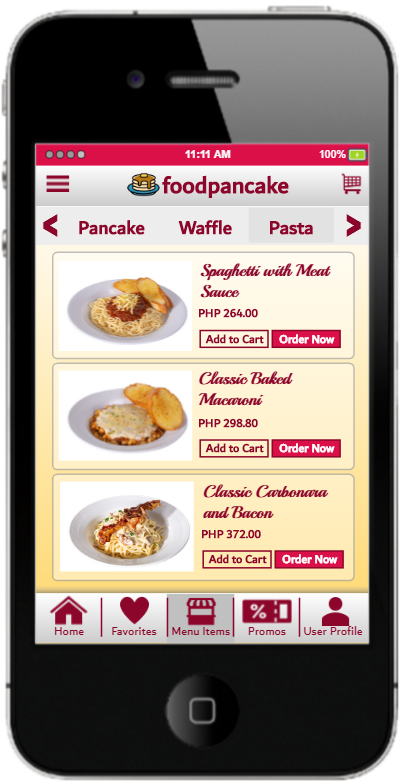 11:11 AM 100%
foodpancake
< Pancake Waffle Pasta >
Spaghetti with Meat
Sauce
PHP 264.00
Add to Cart Order Now
Classic Baked
Macaroni
PHP 298.80
Add to Cart Order Now
Classic Carbonara
and Bacon
PHP 372.00
Add to Cart Order Now
%
Home Favorites Menu Items Promos User Profile